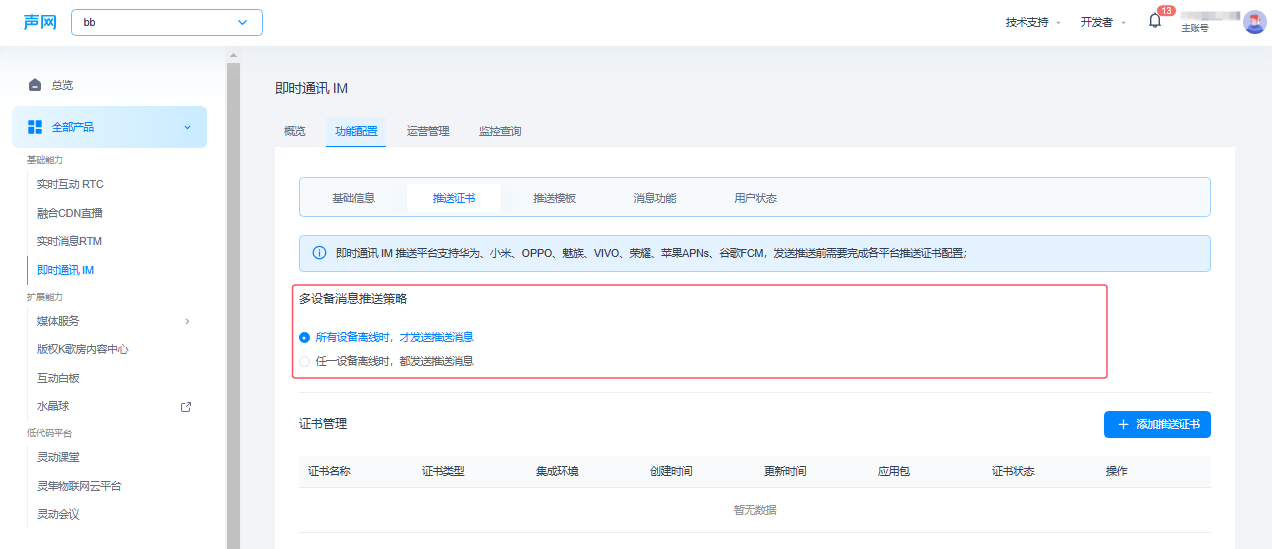 声网
bb
技术支持
开发者
13
主账号
总览
全部产品
基础能力
实时互动 RTC
融合CDN直播
实时消息RTM
即时通讯 IM
扩展能力
媒体服务
版权K歌房内容中心
互动白板
水晶球
低代码平台
灵动课堂
灵隼物联网云平台
灵动会议
即时通讯 IM
概览 功能配置 运营管理 监控查询
基础信息 推送证书 推送模板 消息功能 用户状态
即时通讯 IM 推送平台支持华为、小米、OPPO、魅族、VIVO、荣耀、苹果APNs、谷歌FCM，发送推送前需要完成各平台推送证书配置；
多设备消息推送策略
所有设备离线时，才发送推送消息
任一设备离线时，都发送推送消息
证书管理
添加推送证书
证书名称 证书类型 集成环境 创建时间 更新时间 应用包 证书状态 操作
暂无数据